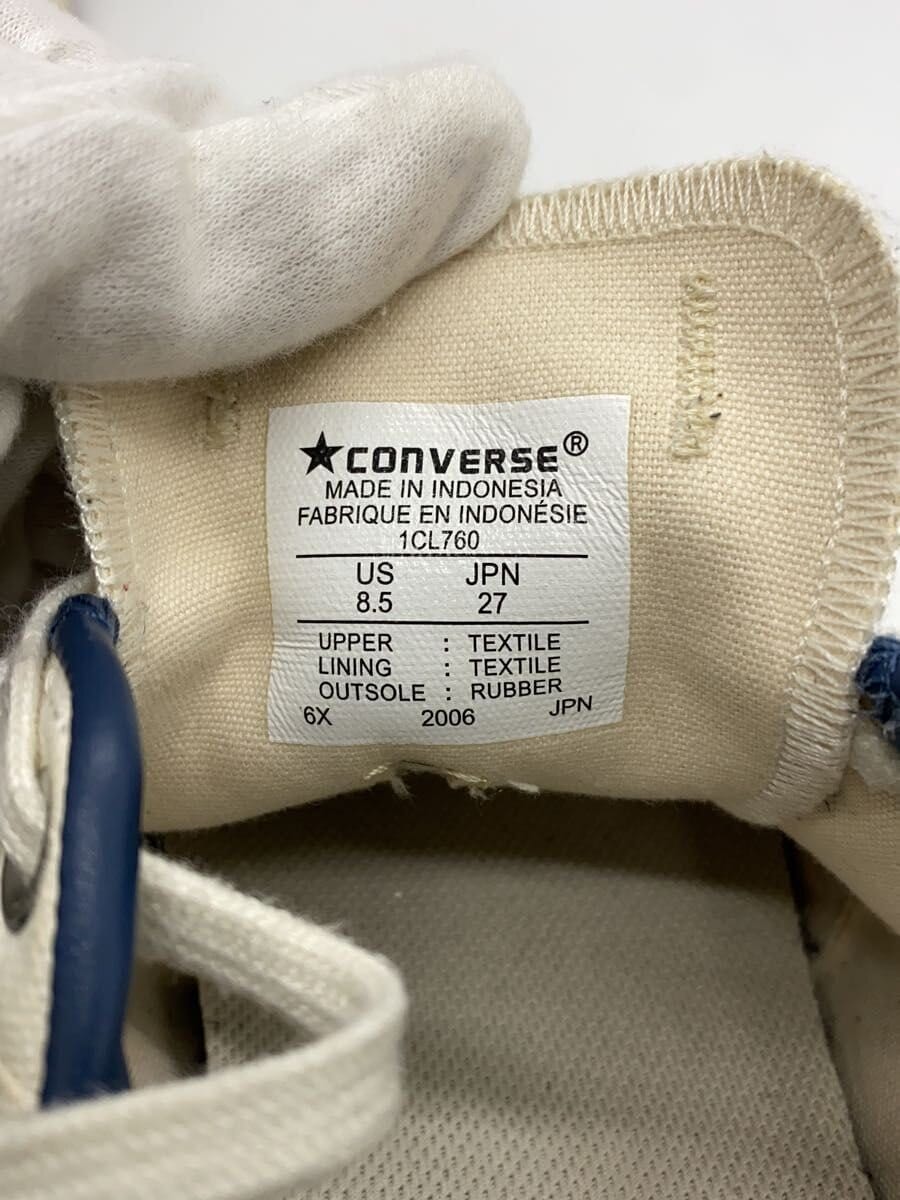 ★CONVERSE®
MADE IN INDONESIA
FABRIQUE EN INDONÉSIE
1CL760
US JPN
8.5 27
UPPER : TEXTILE
LINING : TEXTILE
OUTSOLE : RUBBER
6X 2006 JPN